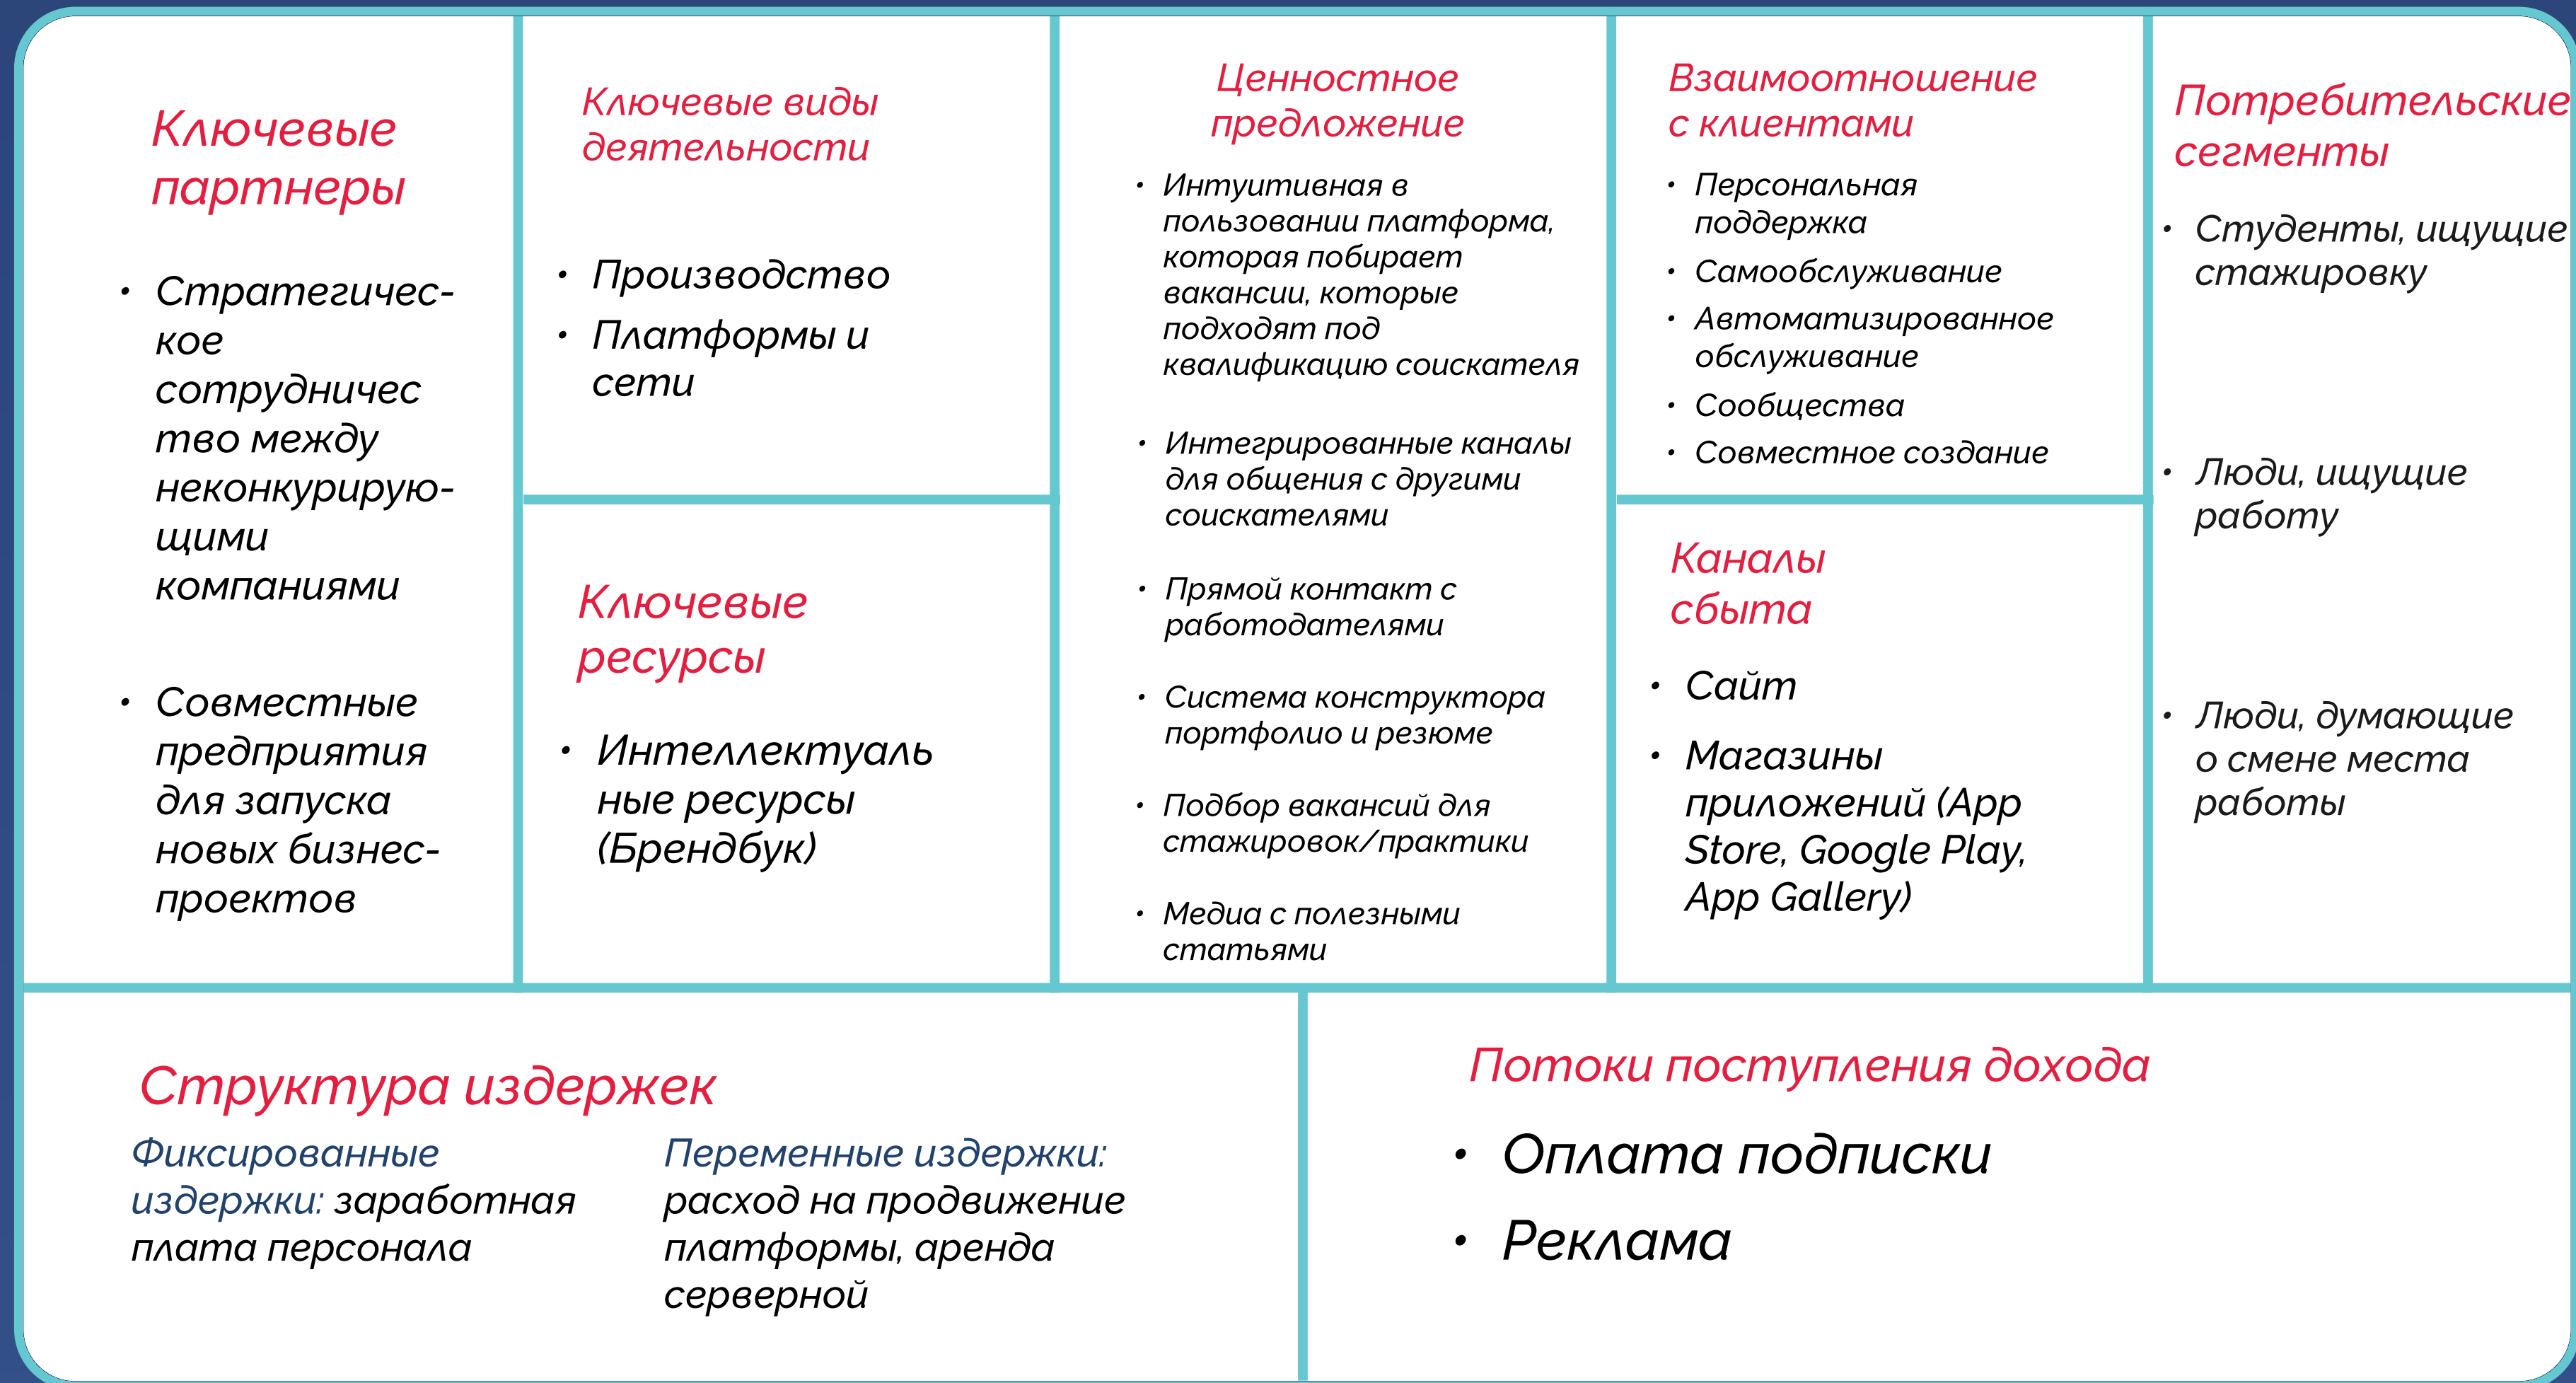 Ключевые
партнеры
• Стратегичес-
кое
сотрудничес
тво между
неконкурирую-
щими
компаниями
• Совместные
предприятия
для запуска
новых бизнес-
проектов
Ключевые виды
деятельности
• Производство
• Платформы и
сети
Ключевые
ресурсы
• Интеллектуаль
ные ресурсы
(Брендбук)
Ценностное
предложение
• Интуитивная в
пользовании платформа,
которая побирает
вакансии, которые
подходят под
квалификацию соискателя
• Интегрированные каналы
для общения с другими
соискателями
• Прямой контакт с
работодателями
• Система конструктора
портфолио и резюме
• Подбор вакансий для
стажировок/практики
• Медиа с полезными
статьями
Взаимоотношение
с клиентами
• Персональная
поддержка
• Самообслуживание
• Автоматизированное
обслуживание
• Сообщества
• Совместное создание
Каналы
сбыта
• Сайт
• Магазины
приложений (App
Store, Google Play,
App Gallery)
Потребительские
сегменты
• Студенты, ищущие
стажировку
• Люди, ищущие
работу
• Люди, думающие
о смене места
работы
Структура издержек
Фиксированные
издержки: заработная
плата персонала
Переменные издержки:
расход на продвижение
платформы, аренда
серверной
Потоки поступления дохода
• Оплата подписки
• Реклама